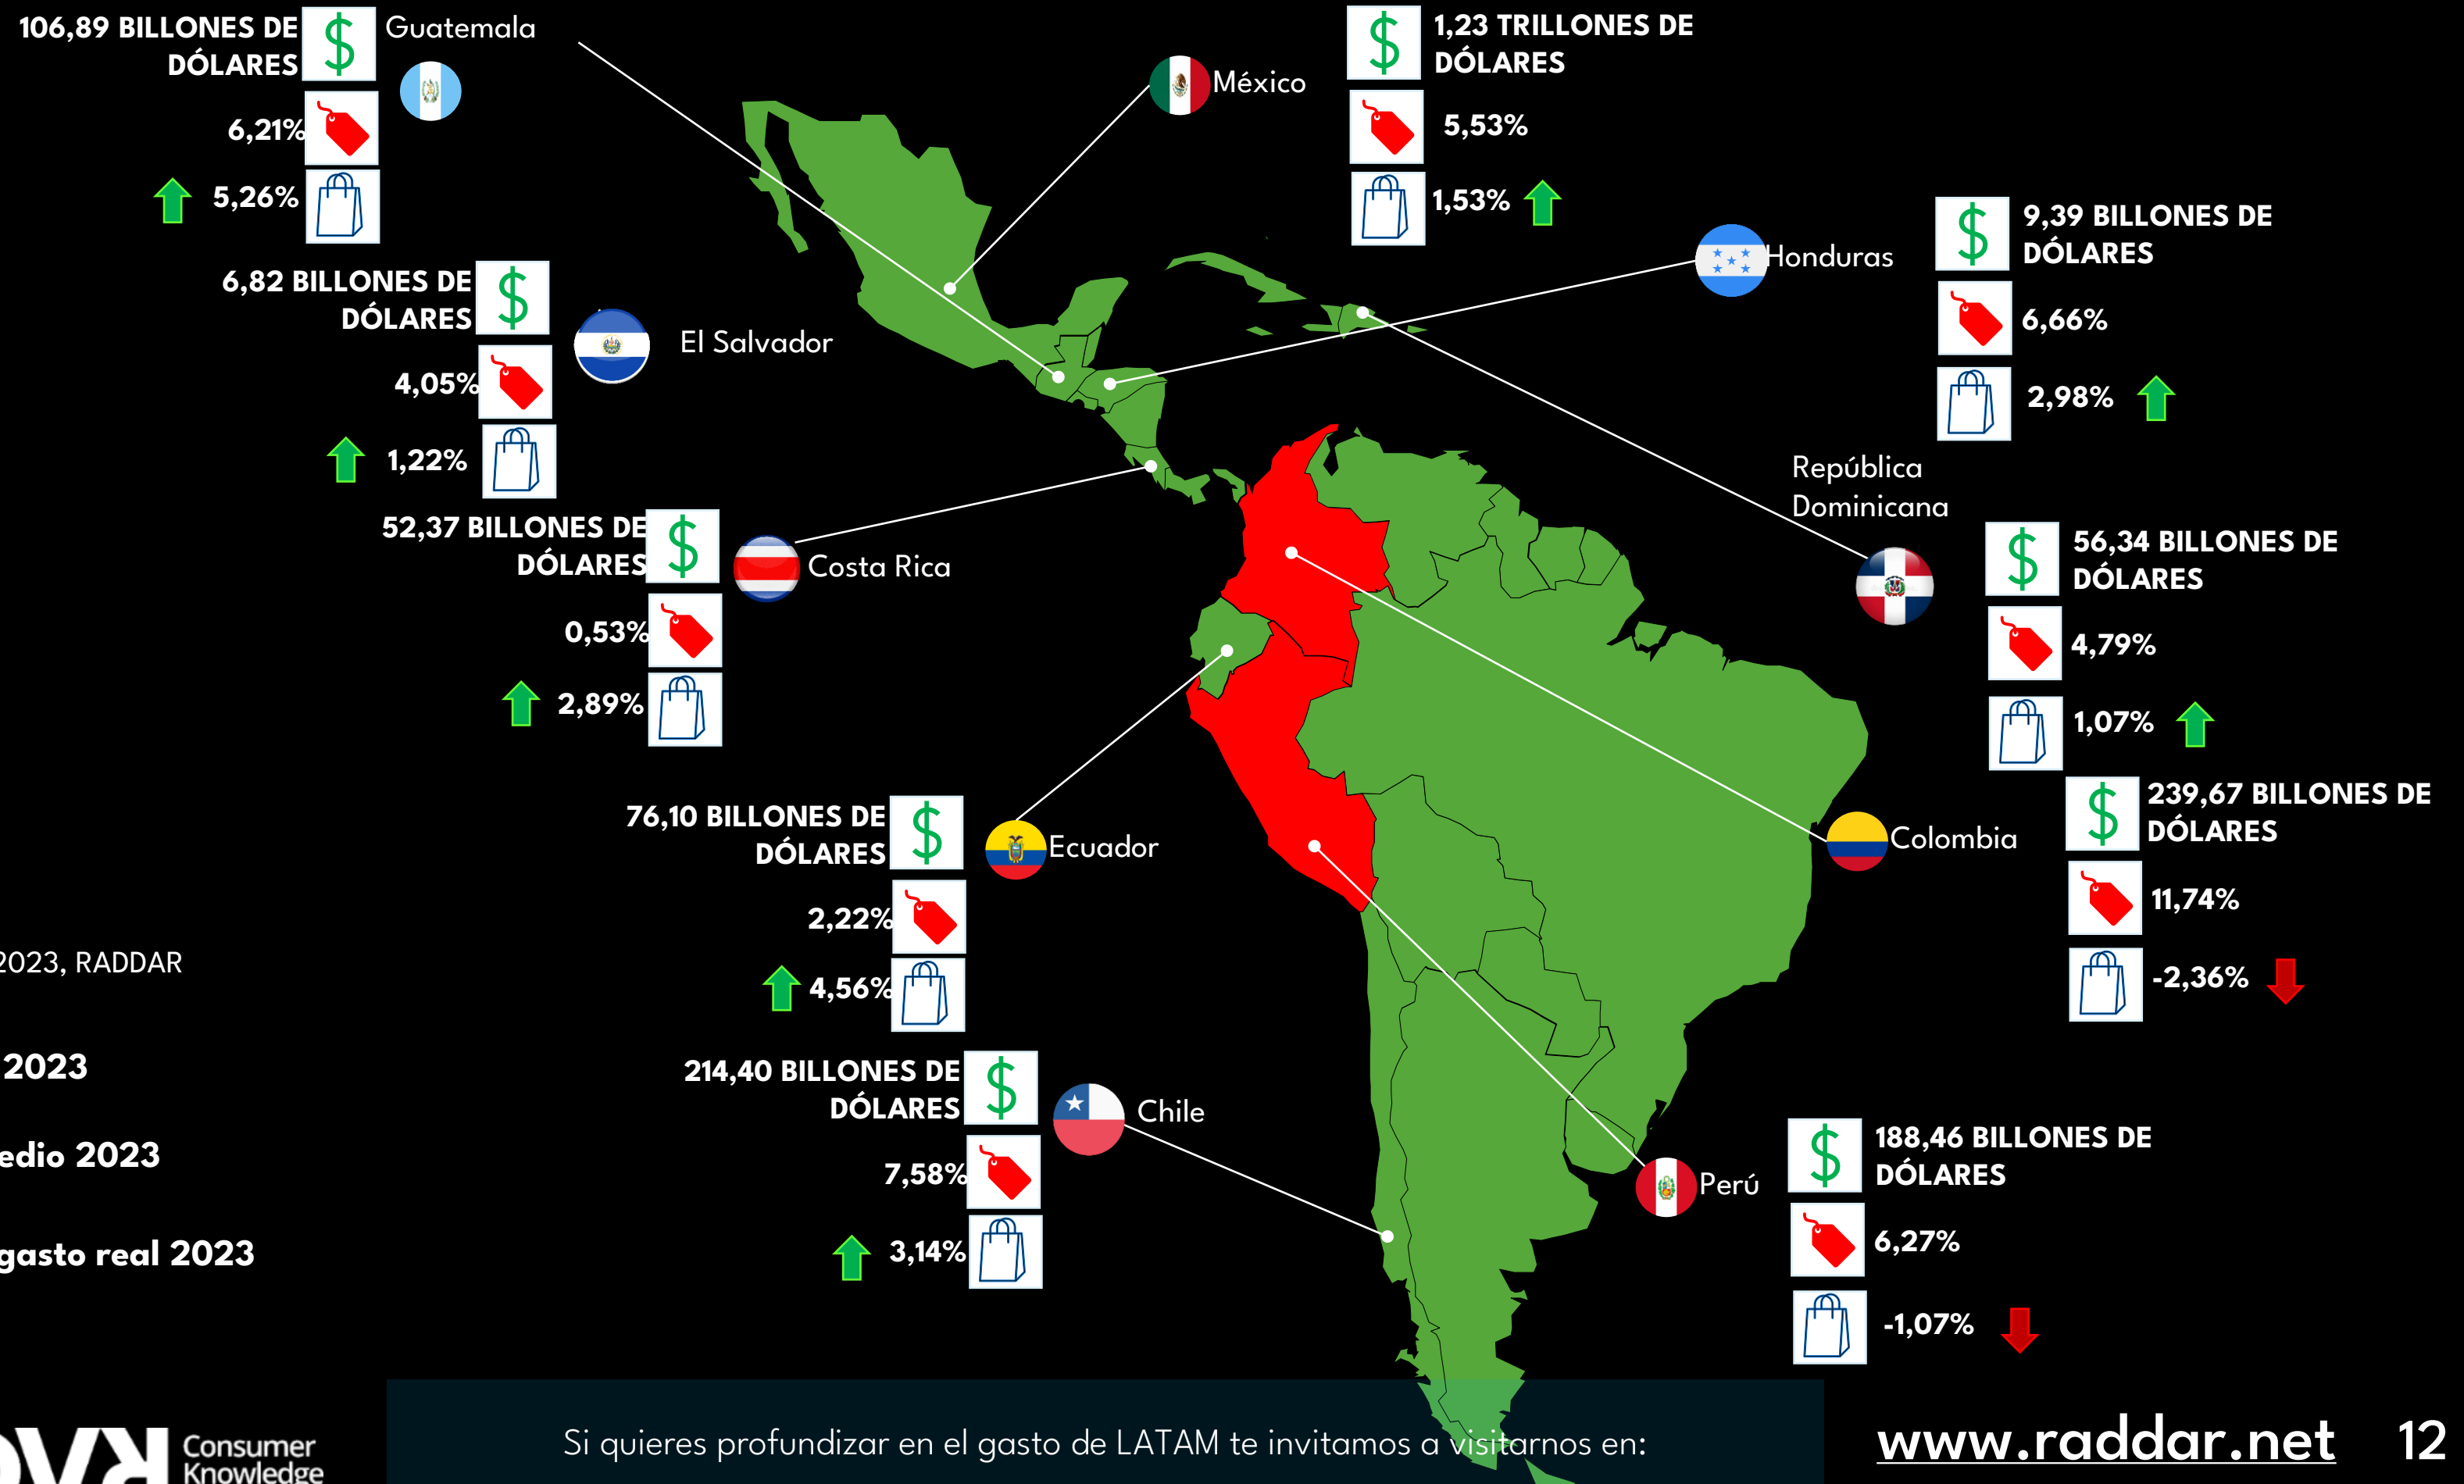 106,89 BILLONES DE
DÓLARES
Guatemala
6,21%
5,26%
México
1,23 TRILLONES DE
DÓLARES
5,53%
1,53%
6,82 BILLONES DE
DÓLARES
El Salvador
4,05%
1,22%
Honduras
9,39 BILLONES DE
DÓLARES
6,66%
2,98%
52,37 BILLONES DE
DÓLARES
Costa Rica
0,53%
2,89%
República
Dominicana
56,34 BILLONES DE
DÓLARES
4,79%
1,07%
76,10 BILLONES DE
DÓLARES
Ecuador
2,22%
4,56%
Colombia
239,67 BILLONES DE
DÓLARES
11,74%
-2,36%
2023, RADDAR
2023
edio 2023
gasto real 2023
214,40 BILLONES DE
DÓLARES
Chile
7,58%
3,14%
Perú
188,46 BILLONES DE
DÓLARES
6,27%
-1,07%
Consumer
Knowledge
Si quieres profundizar en el gasto de LATAM te invitamos a visitarnos en:
www.raddar.net
12